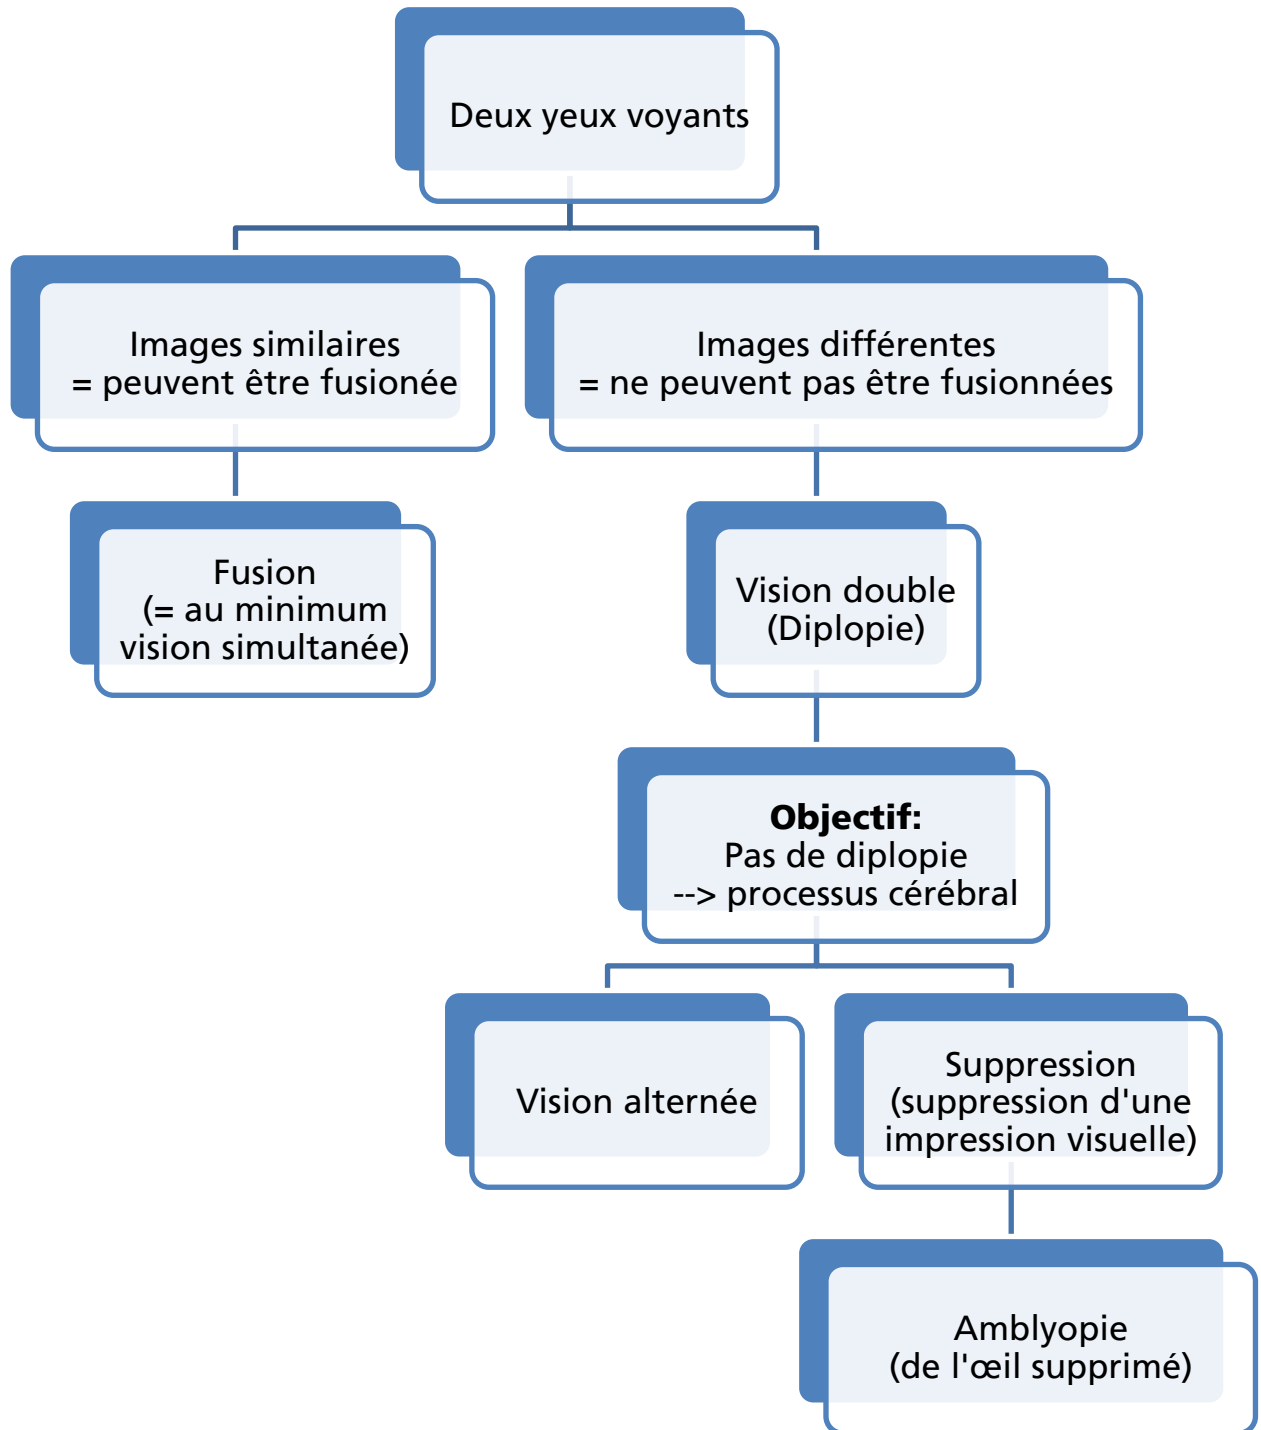 Deux yeux voyants
Images similaires
= peuvent être fusionée
Images différentes
= ne peuvent pas être fusionnées
Fusion
(= au minimum
vision simultanée)
Vision double
(Diplopie)
Objectif:
Pas de diplopie
--> processus cérébral
Vision alternée
Suppression
(suppression d'une
impression visuelle)
Amblyopie
(de l'œil supprimé)